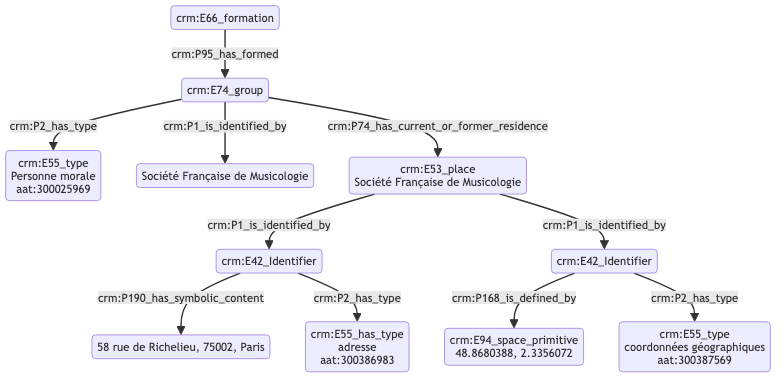 crm:E66_formation
crm:P95_has_formed
crm:E74_group
crm:P2_has_type
crm:P1_is_identified_by
crm:P74_has_current_or_former_residence
crm:E55_type
Personne morale
aat:300025969
Société Française de Musicologie
crm:E53_place
Société Française de Musicologie
crm:P1_is_identified_by
crm:P1_is_identified_by
crm:E42_Identifier
crm:E42_Identifier
crm:P190_has_symbolic_content
crm:P2_has_type
crm:P168_is_defined_by
crm:P2_has_type
58 rue de Richelieu, 75002, Paris
crm:E55_has_type
adresse
aat:300386983
crm:E94_space_primitive
48.8680388, 2.3356072
crm:E55_type
coordonnées géographiques
aat:300387569